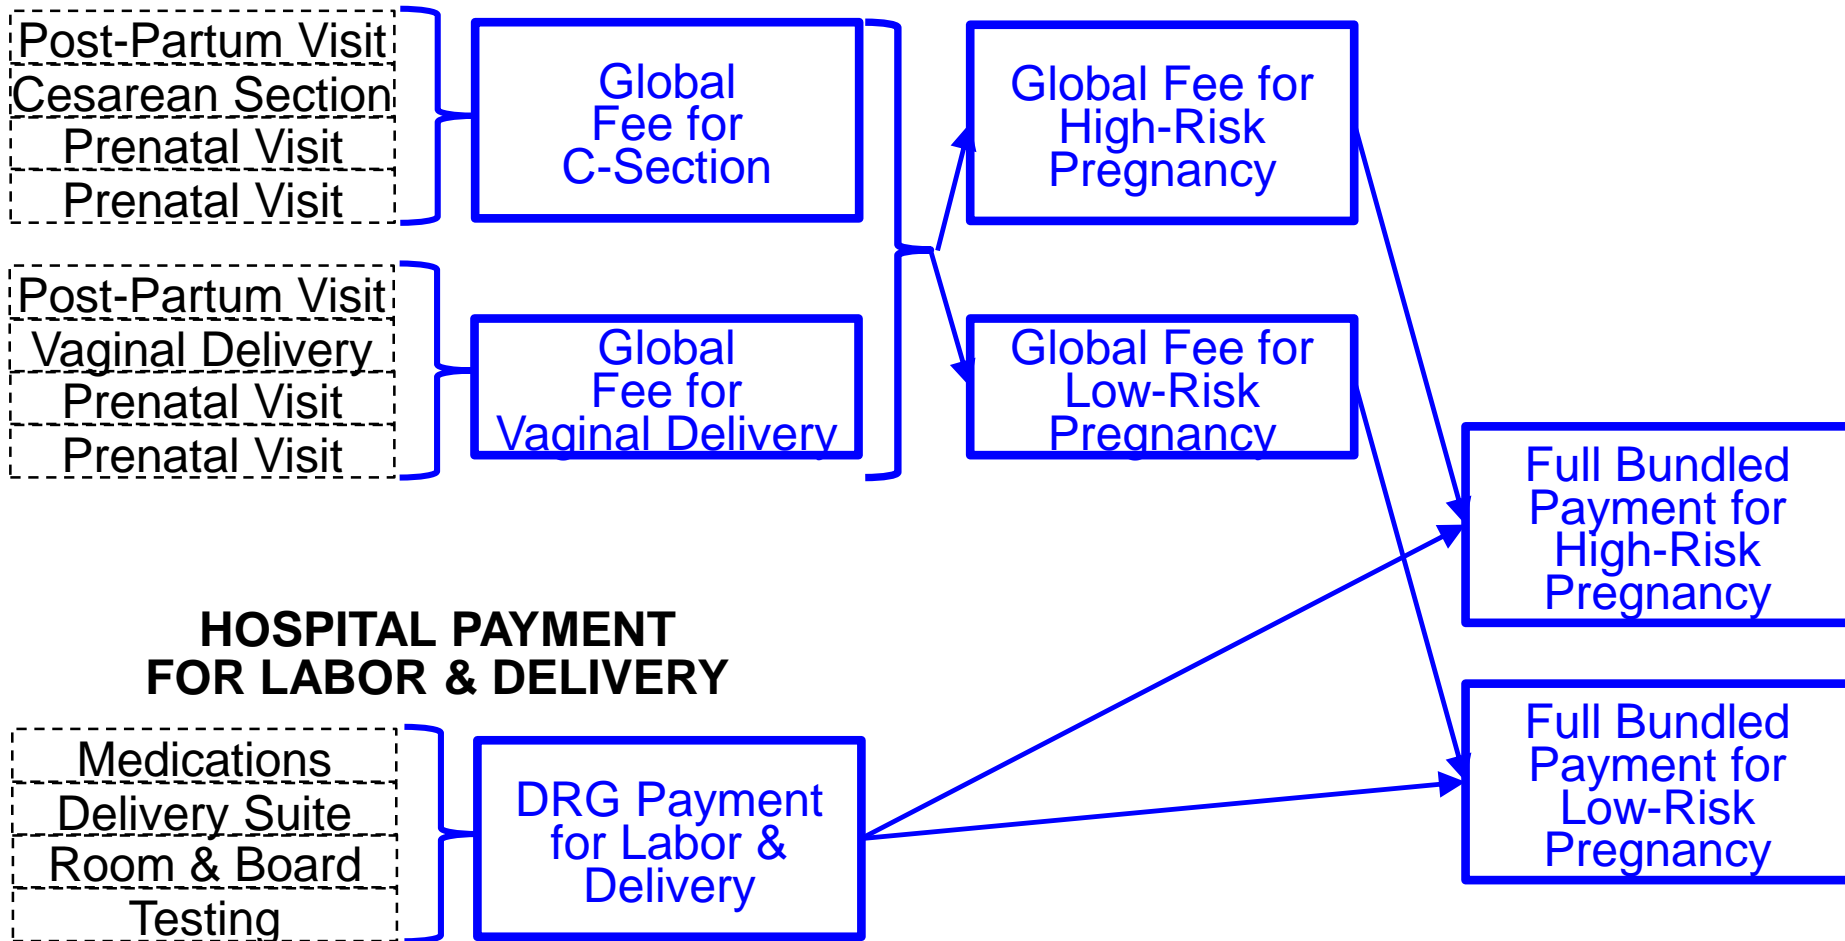 Post-Partum Visit
Cesarean Section
Prenatal Visit
Prenatal Visit
Global
Fee for
C-Section
Global Fee for
High-Risk
Pregnancy
Post-Partum Visit
Vaginal Delivery
Prenatal Visit
Prenatal Visit
Global
Fee for
Vaginal Delivery
Global Fee for
Low-Risk
Pregnancy
Full Bundled
Payment for
High-Risk
Pregnancy
HOSPITAL PAYMENT
FOR LABOR & DELIVERY
Medications
Delivery Suite
Room & Board
Testing
DRG Payment
for Labor &
Delivery
Full Bundled
Payment for
Low-Risk
Pregnancy